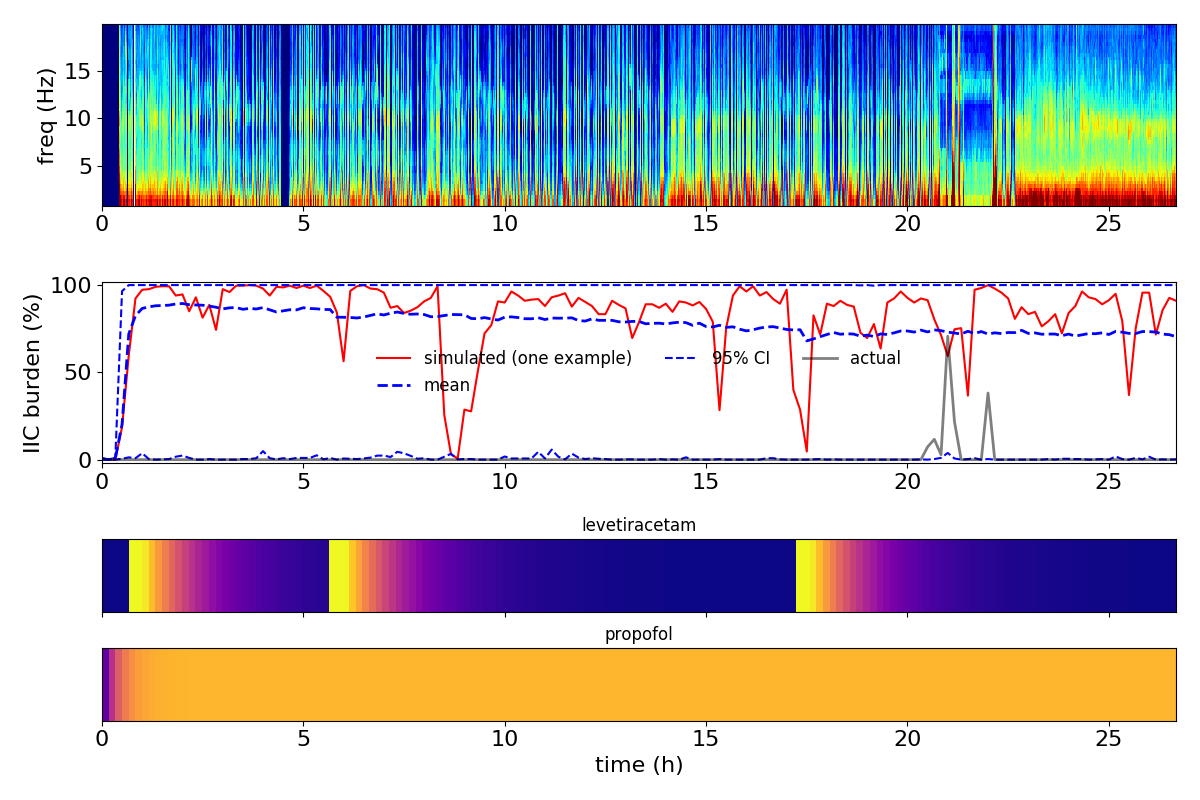 freq (Hz)
15
10
5
0 5 10 15 20 25
IIC burden (%)
100
50
0
simulated (one example) 95% CI actual
mean
0 5 10 15 20 25
levetiracetam
propofol
0 5 10 15 20 25
time (h)